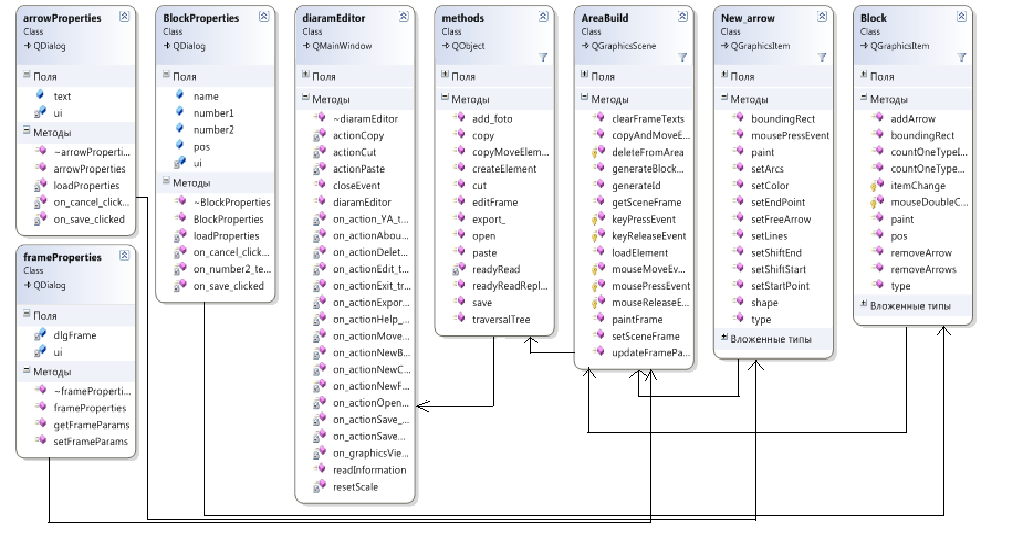 arrowProperties
Class
→ QDialog
Поля
text
ui
Методы
~arrowProperti...
arrowProperties
loadProperties
on_cancel_click...
on_save_clicked
frameProperties
Class
→ QDialog
Поля
dlgFrame
ui
Методы
~frameProperti...
frameProperties
getFrameParams
setFrameParams
BlockProperties
Class
→ QDialog
Поля
name
number1
number2
pos
ui
Методы
~BlockProperties
BlockProperties
loadProperties
on_cancel_click...
on_number2_te...
on_save_clicked
diaramEditor
Class
→ QMainWindow
Поля
Методы
~diaramEditor
actionCopy
actionCut
actionPaste
closeEvent
diaramEditor
on_action_YA_t...
on_actionAbou...
on_actionDelet...
on_actionEdit_t...
on_actionExit_tr...
on_actionExpor...
on_actionHelp_...
on_actionMove...
on_actionNewB...
on_actionNewC...
on_actionNewF...
on_actionOpen...
on_actionSave_...
on_actionSave...
on_graphicsVie...
readInformation
resetScale
methods
Class
→ QObject
Поля
Методы
add_foto
copy
copyMoveElem...
createElement
cut
editFrame
export_
open
paste
readyRead
readyReadRepl...
save
traversalTree
AreaBuild
Class
→ QGraphicsScene
Поля
Методы
clearFrameTexts
copyAndMoveE...
deleteFromArea
generateBlock...
generateId
getSceneFrame
keyPressEvent
keyReleaseEvent
loadElement
mouseMoveEv...
mousePressEvent
mouseReleaseE...
paintFrame
setSceneFrame
updateFramePa...
New_arrow
Class
→ QGraphicsItem
Поля
Методы
boundingRect
mousePressEvent
paint
setArcs
setColor
setEndPoint
setFreeArrow
setLines
setShiftEnd
setShiftStart
setStartPoint
shape
type
Вложенные типы
Block
Class
→ QGraphicsItem
Поля
Методы
addArrow
boundingRect
countOneTypeI...
countOneType...
itemChange
mouseDoubleC...
paint
pos
removeArrow
removeArrows
type
Вложенные типы